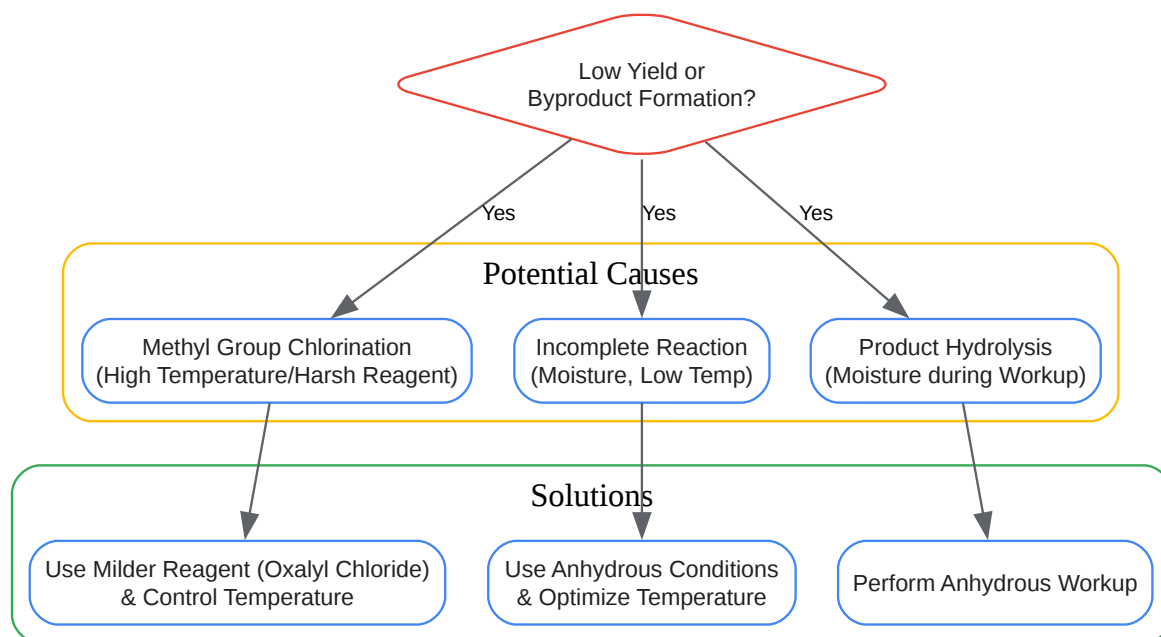 Low Yield or
Byproduct Formation?
Yes
Yes
Yes
Potential Causes
Methyl Group Chlorination
(High Temperature/Harsh Reagent)
Incomplete Reaction
(Moisture, Low Temp)
Product Hydrolysis
(Moisture during Workup)
Solutions
Use Milder Reagent (Oxalyl Chloride)
& Control Temperature
Use Anhydrous Conditions
& Optimize Temperature
Perform Anhydrous Workup